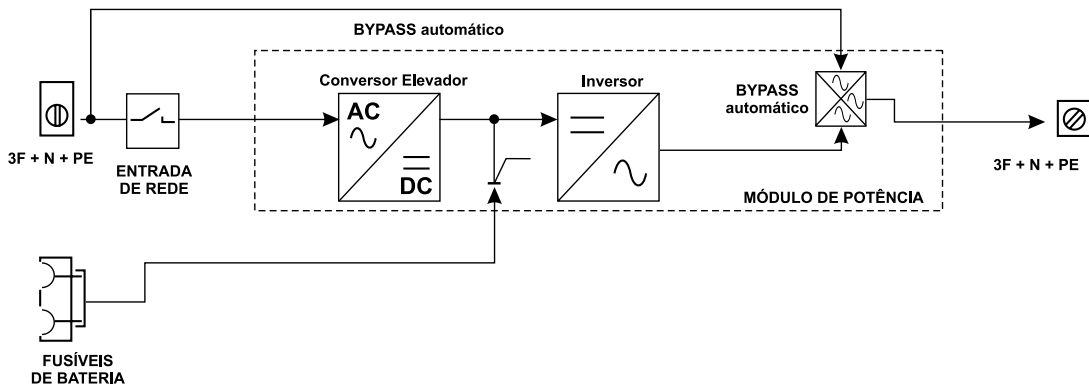 BYPASS automático
Conversor Elevador
Inversor
AC
DC
BYPASS
automático
3F + N + PE
ENTRADA
DE REDE
3F + N + PE
MÓDULO DE POTÊNCIA
FUSÍVEIS
DE BATERIA